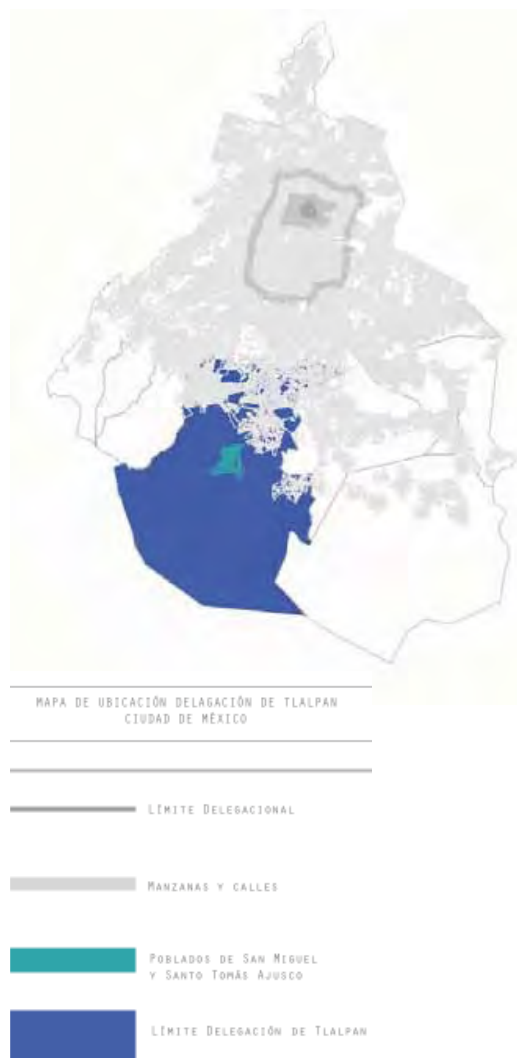 MAPA DE UBICACIÓN DELAGACIÓN DE TLALPAN
CIUDAD DE MÉXICO
LÍMITE DELEGACIONAL
MANZANAS Y CALLES
POBLADOS DE SAN MIGUEL
Y SANTO TOMÁS AJUSCO
LÍMITE DELEGACIÓN DE TLALPAN